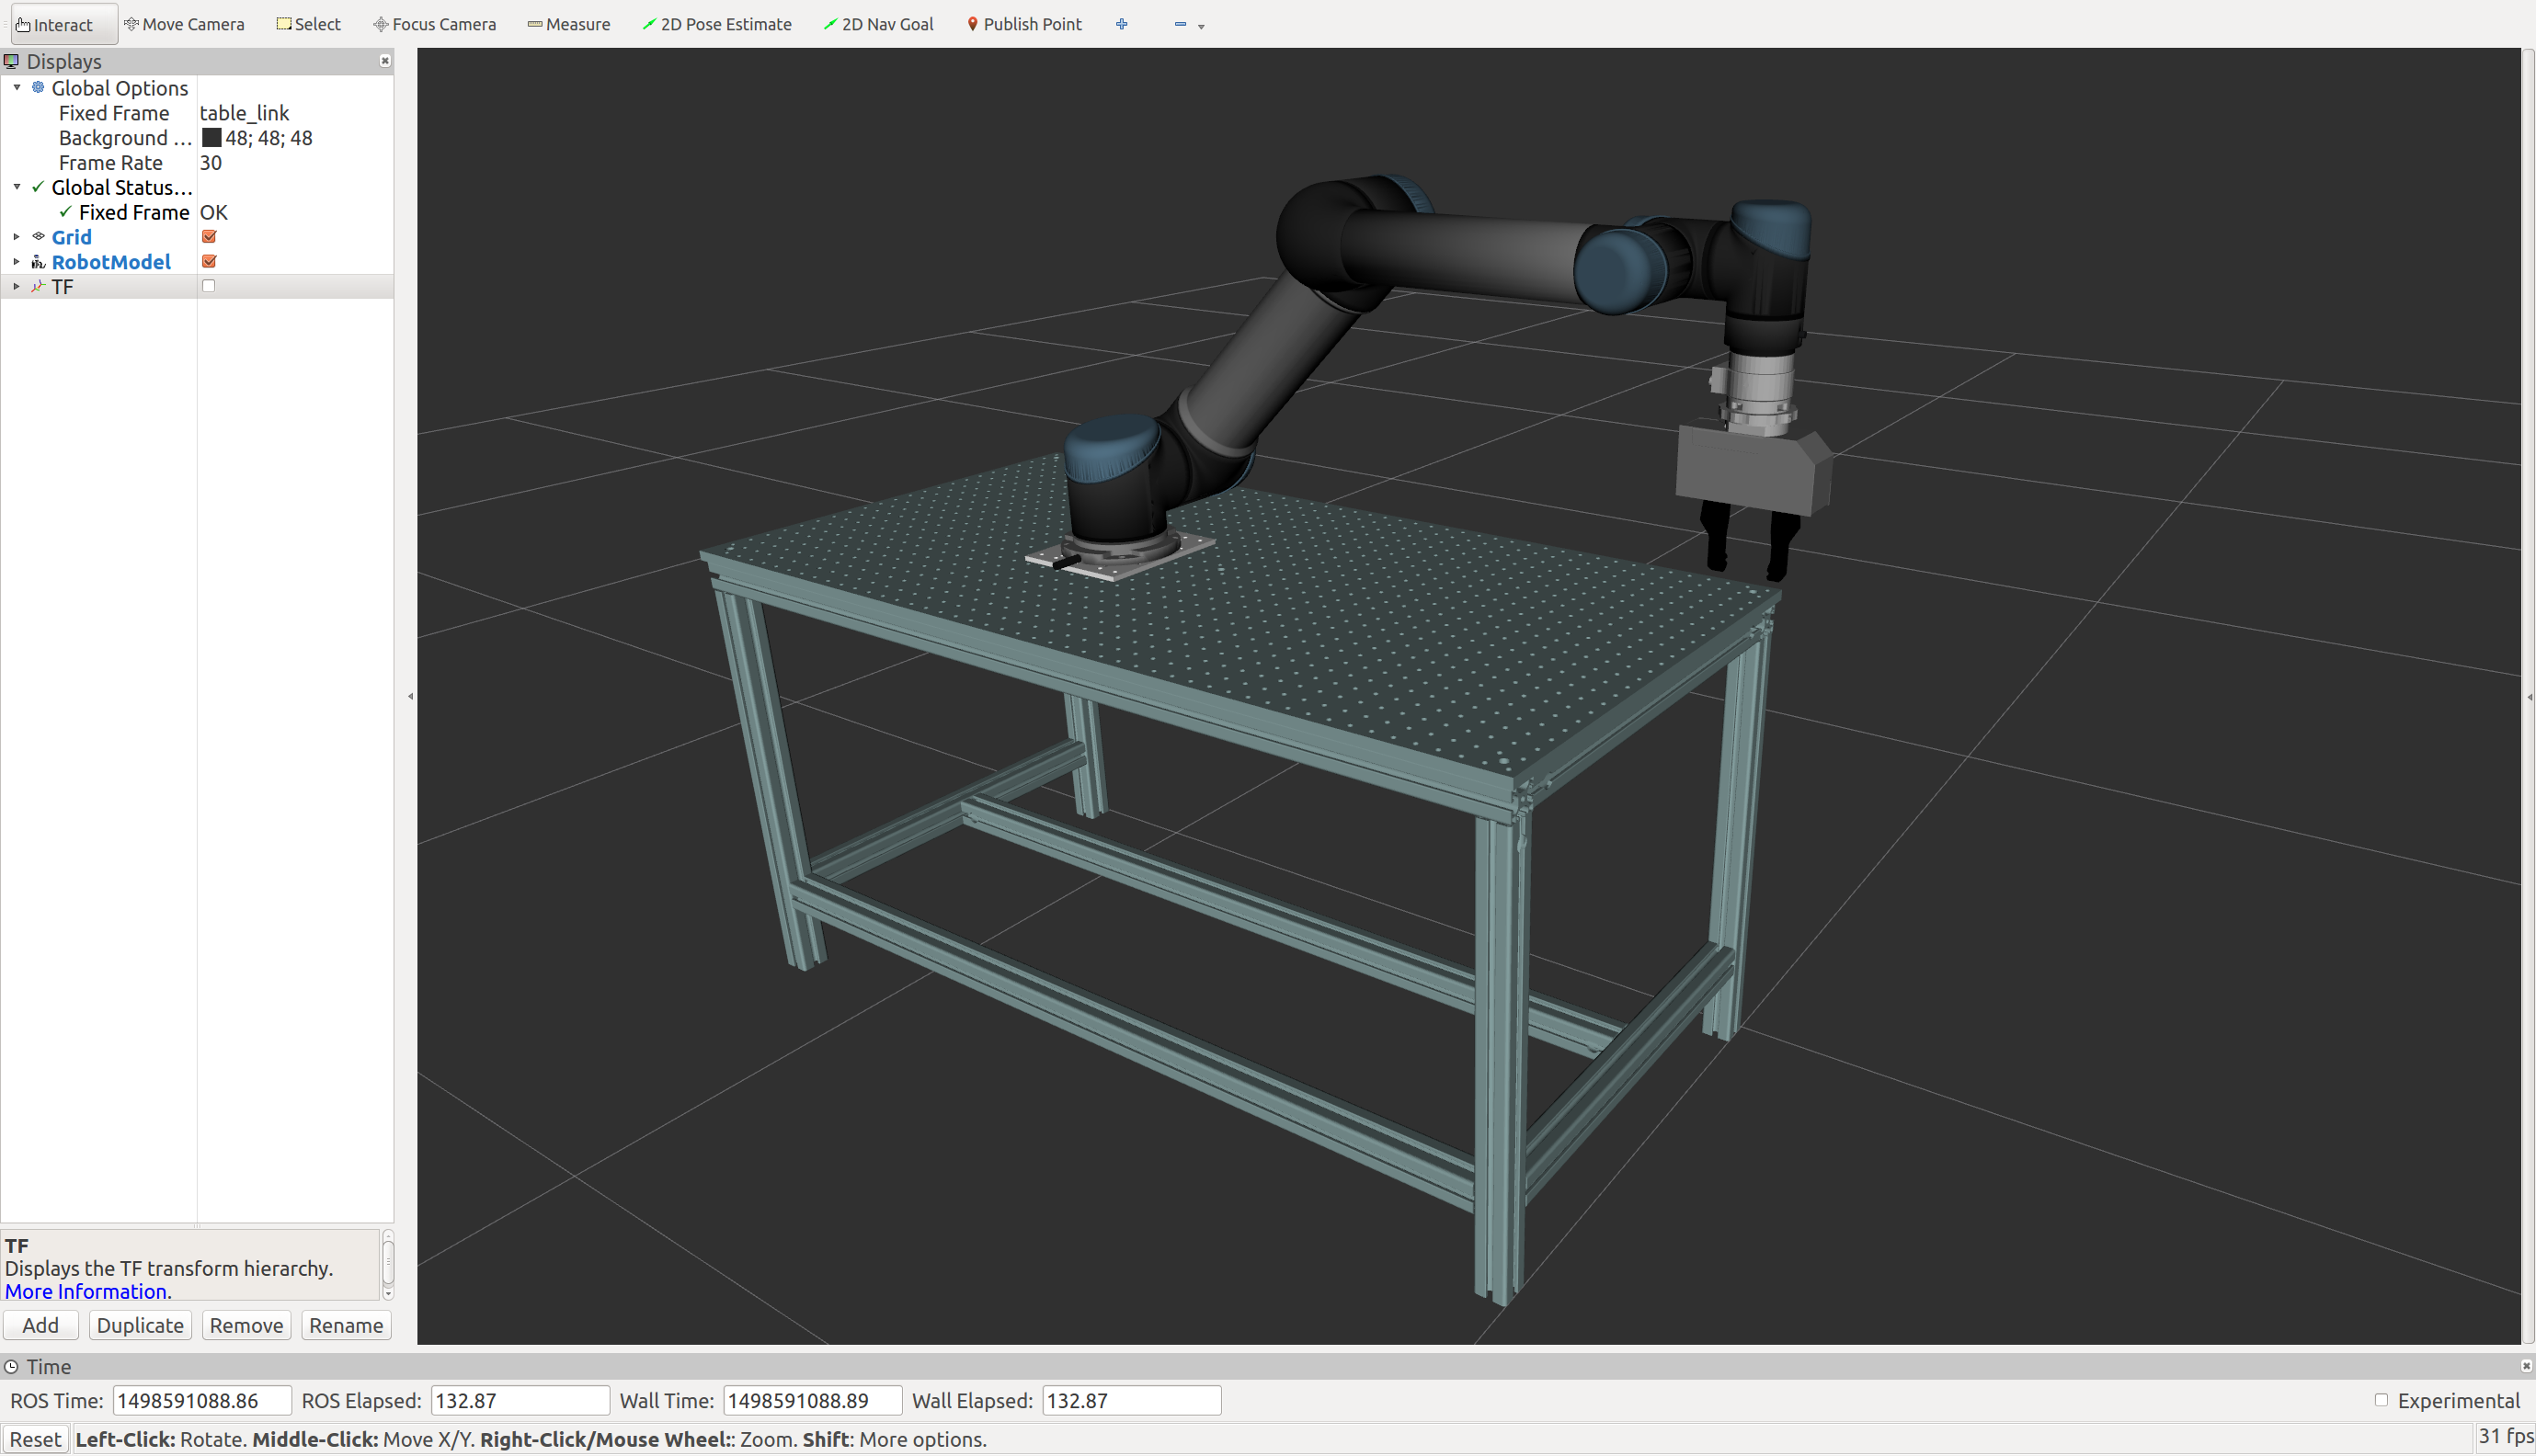 Interact Move Camera Select Focus Camera Measure 2D Pose Estimate 2D Nav Goal Publish Point
Displays
Global Options
Fixed Frame table_link
Background ... 48; 48; 48
Frame Rate 30
Global Status...
Fixed Frame OK
Grid
RobotModel
TF
TF
Displays the TF transform hierarchy.
More Information.
Add Duplicate Remove Rename
Time
ROS Time: 1498591088.86 ROS Elapsed: 132.87 Wall Time: 1498591088.89 Wall Elapsed: 132.87 Experimental
Reset Left-Click: Rotate. Middle-Click: Move X/Y. Right-Click/Mouse Wheel:: Zoom. Shift: More options. 31 fps